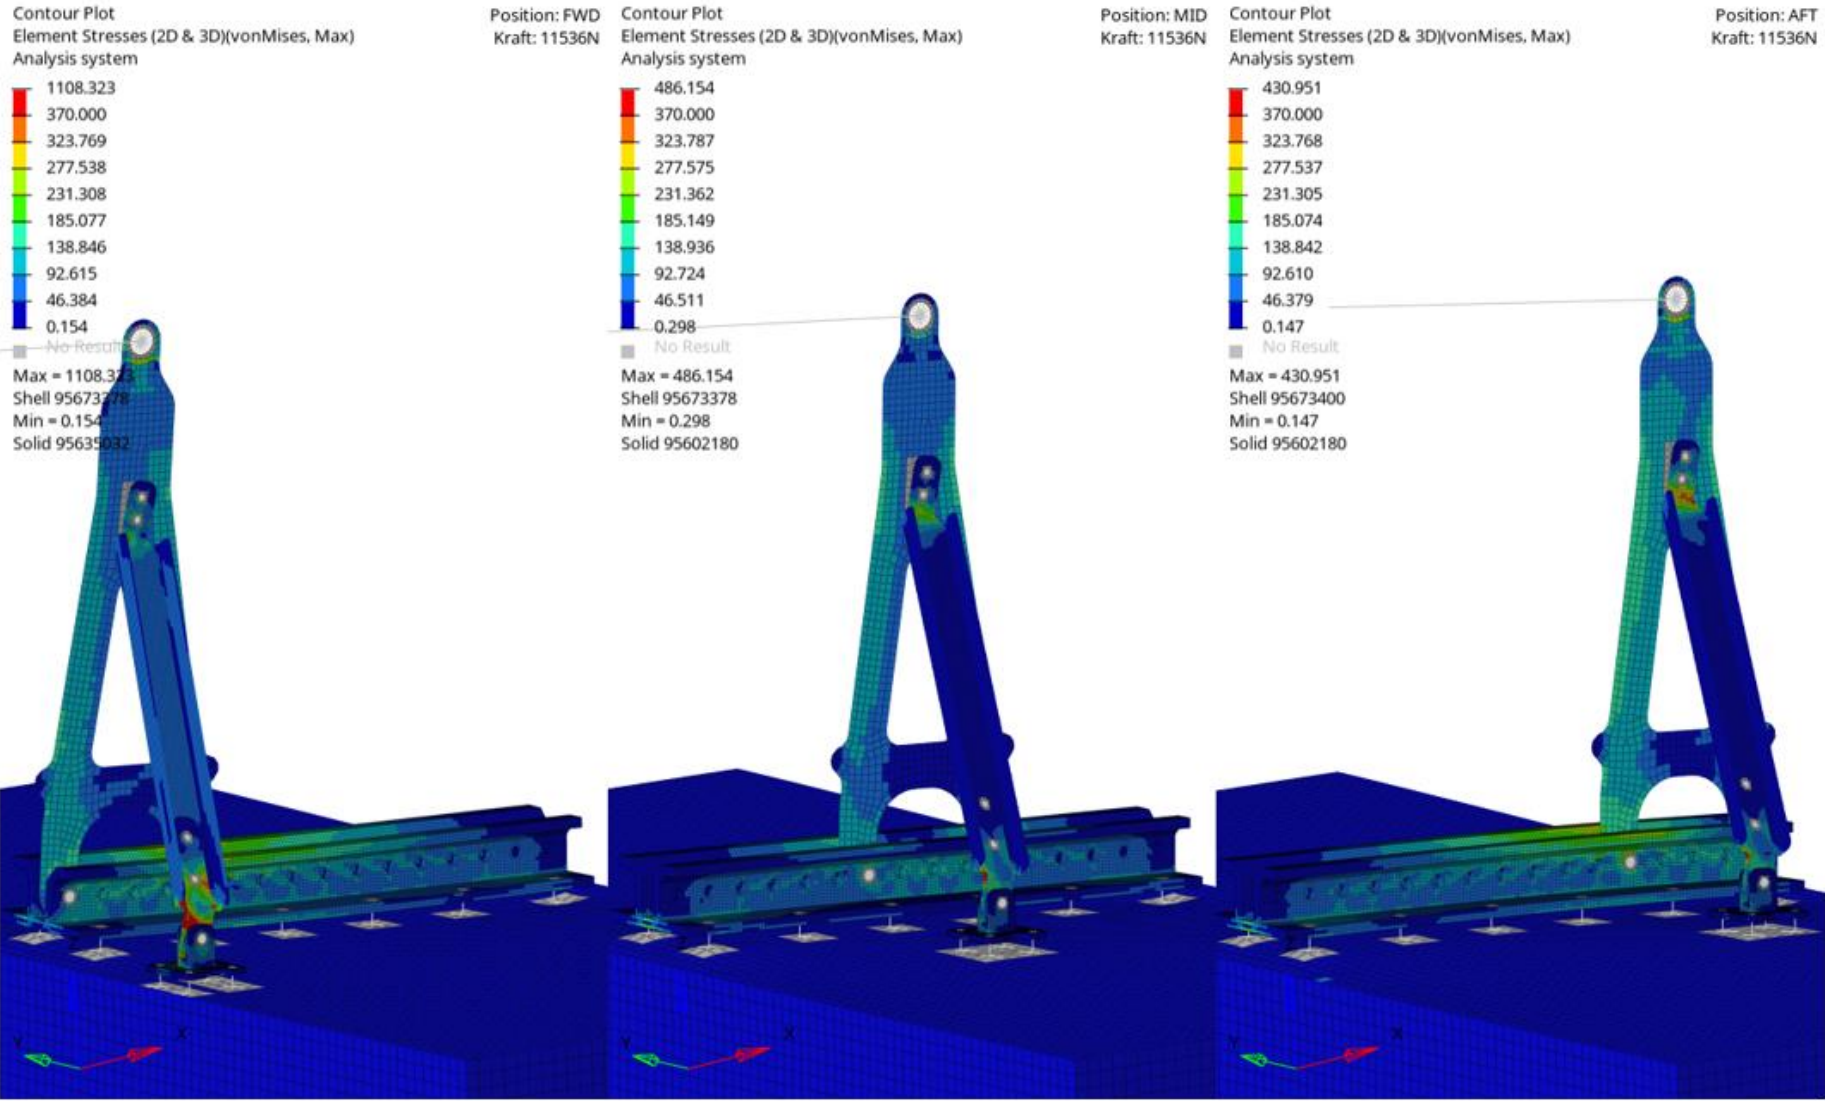 Contour Plot
Element Stresses (2D & 3D)(vonMises, Max)
Analysis system
Position: FWD
Kraft: 11536N
1108.323
370.000
323.769
277.538
231.308
185.077
138.846
92.615
46.384
0.154
No Result
Max = 1108.323
Shell 95673378
Min = 0.154
Solid 95635032
X
Y
Contour Plot
Element Stresses (2D & 3D)(vonMises, Max)
Analysis system
Position: MID
Kraft: 11536N
486.154
370.000
323.787
277.575
231.362
185.149
138.936
92.724
46.511
0.298
No Result
Max = 486.154
Shell 95673378
Min = 0.298
Solid 95602180
X
Y
Contour Plot
Element Stresses (2D & 3D)(vonMises, Max)
Analysis system
Position: AFT
Kraft: 11536N
430.951
370.000
323.768
277.537
231.305
185.074
138.842
92.610
46.379
0.147
No Result
Max = 430.951
Shell 95673400
Min = 0.147
Solid 95602180
X
Y